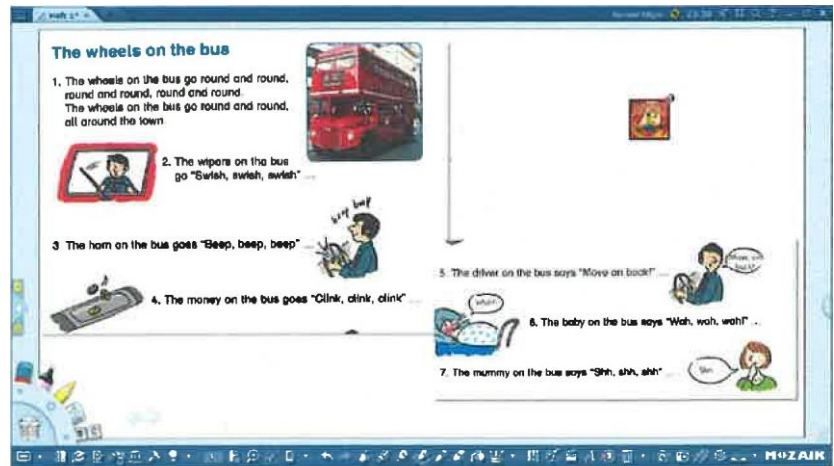 The wheels on the bus
1. The wheels on the bus go round and round,
round and round, round and round.
The wheels on the bus go round and round,
all around the town
2. The wipers on the bus
go "Swish, swish, swish" ...
beep beep
3 The horn on the bus goes "Beep, beep, beep" ...
4. The money on the bus goes "Clink, clink, clink" ...
5. The driver on the bus says "Move on back!" ...
6. The baby on the bus says "Wah, wah, wah!" ...
7. The mummy on the bus says "Shh, shh, shh" ...
Shh
MOZAIK